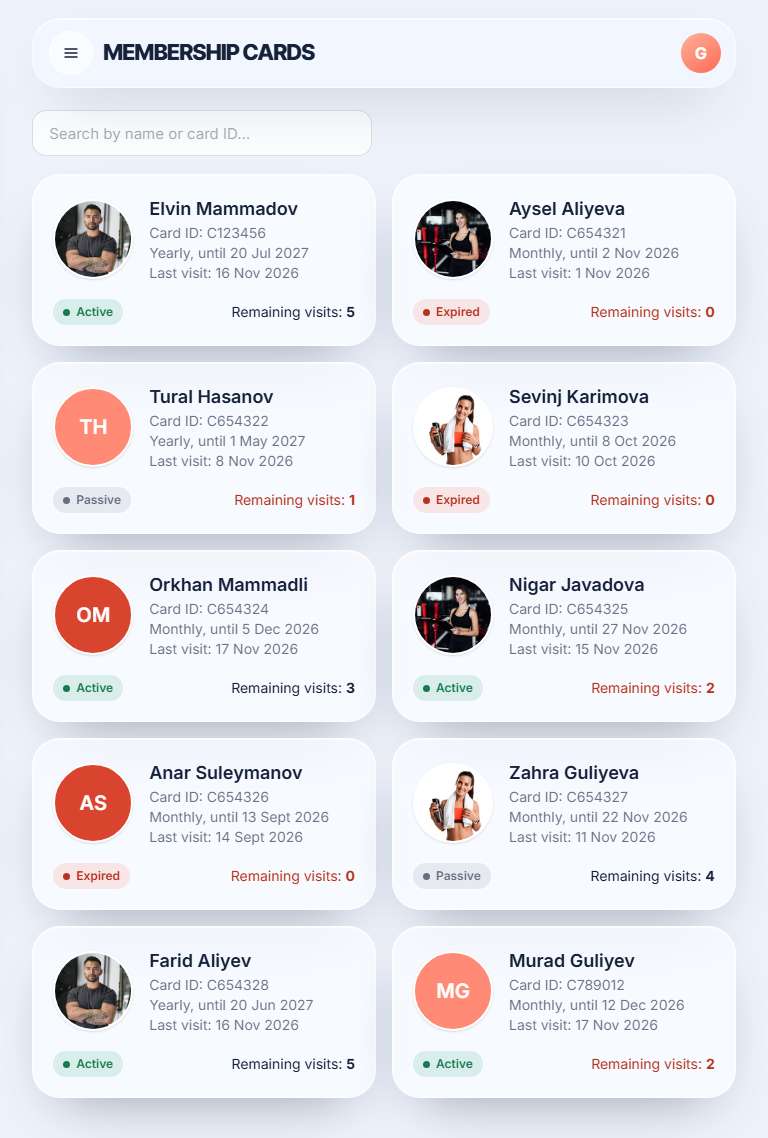 MEMBERSHIP CARDS
G
Search by name or card ID...
Elvin Mammadov
Card ID: C123456
Yearly, until 20 Jul 2027
Last visit: 16 Nov 2026
Active
Remaining visits: 5
Aysel Aliyeva
Card ID: C654321
Monthly, until 2 Nov 2026
Last visit: 1 Nov 2026
Expired
Remaining visits: 0
TH
Tural Hasanov
Card ID: C654322
Yearly, until 1 May 2027
Last visit: 8 Nov 2026
Passive
Remaining visits: 1
Sevinj Karimova
Card ID: C654323
Monthly, until 8 Oct 2026
Last visit: 10 Oct 2026
Expired
Remaining visits: 0
OM
Orkhan Mammadli
Card ID: C654324
Monthly, until 5 Dec 2026
Last visit: 17 Nov 2026
Active
Remaining visits: 3
Nigar Javadova
Card ID: C654325
Monthly, until 27 Nov 2026
Last visit: 15 Nov 2026
Active
Remaining visits: 2
AS
Anar Suleymanov
Card ID: C654326
Monthly, until 13 Sept 2026
Last visit: 14 Sept 2026
Expired
Remaining visits: 0
Zahra Guliyeva
Card ID: C654327
Monthly, until 22 Nov 2026
Last visit: 11 Nov 2026
Passive
Remaining visits: 4
Farid Aliyev
Card ID: C654328
Yearly, until 20 Jun 2027
Last visit: 16 Nov 2026
Active
Remaining visits: 5
MG
Murad Guliyev
Card ID: C789012
Monthly, until 12 Dec 2026
Last visit: 17 Nov 2026
Active
Remaining visits: 2